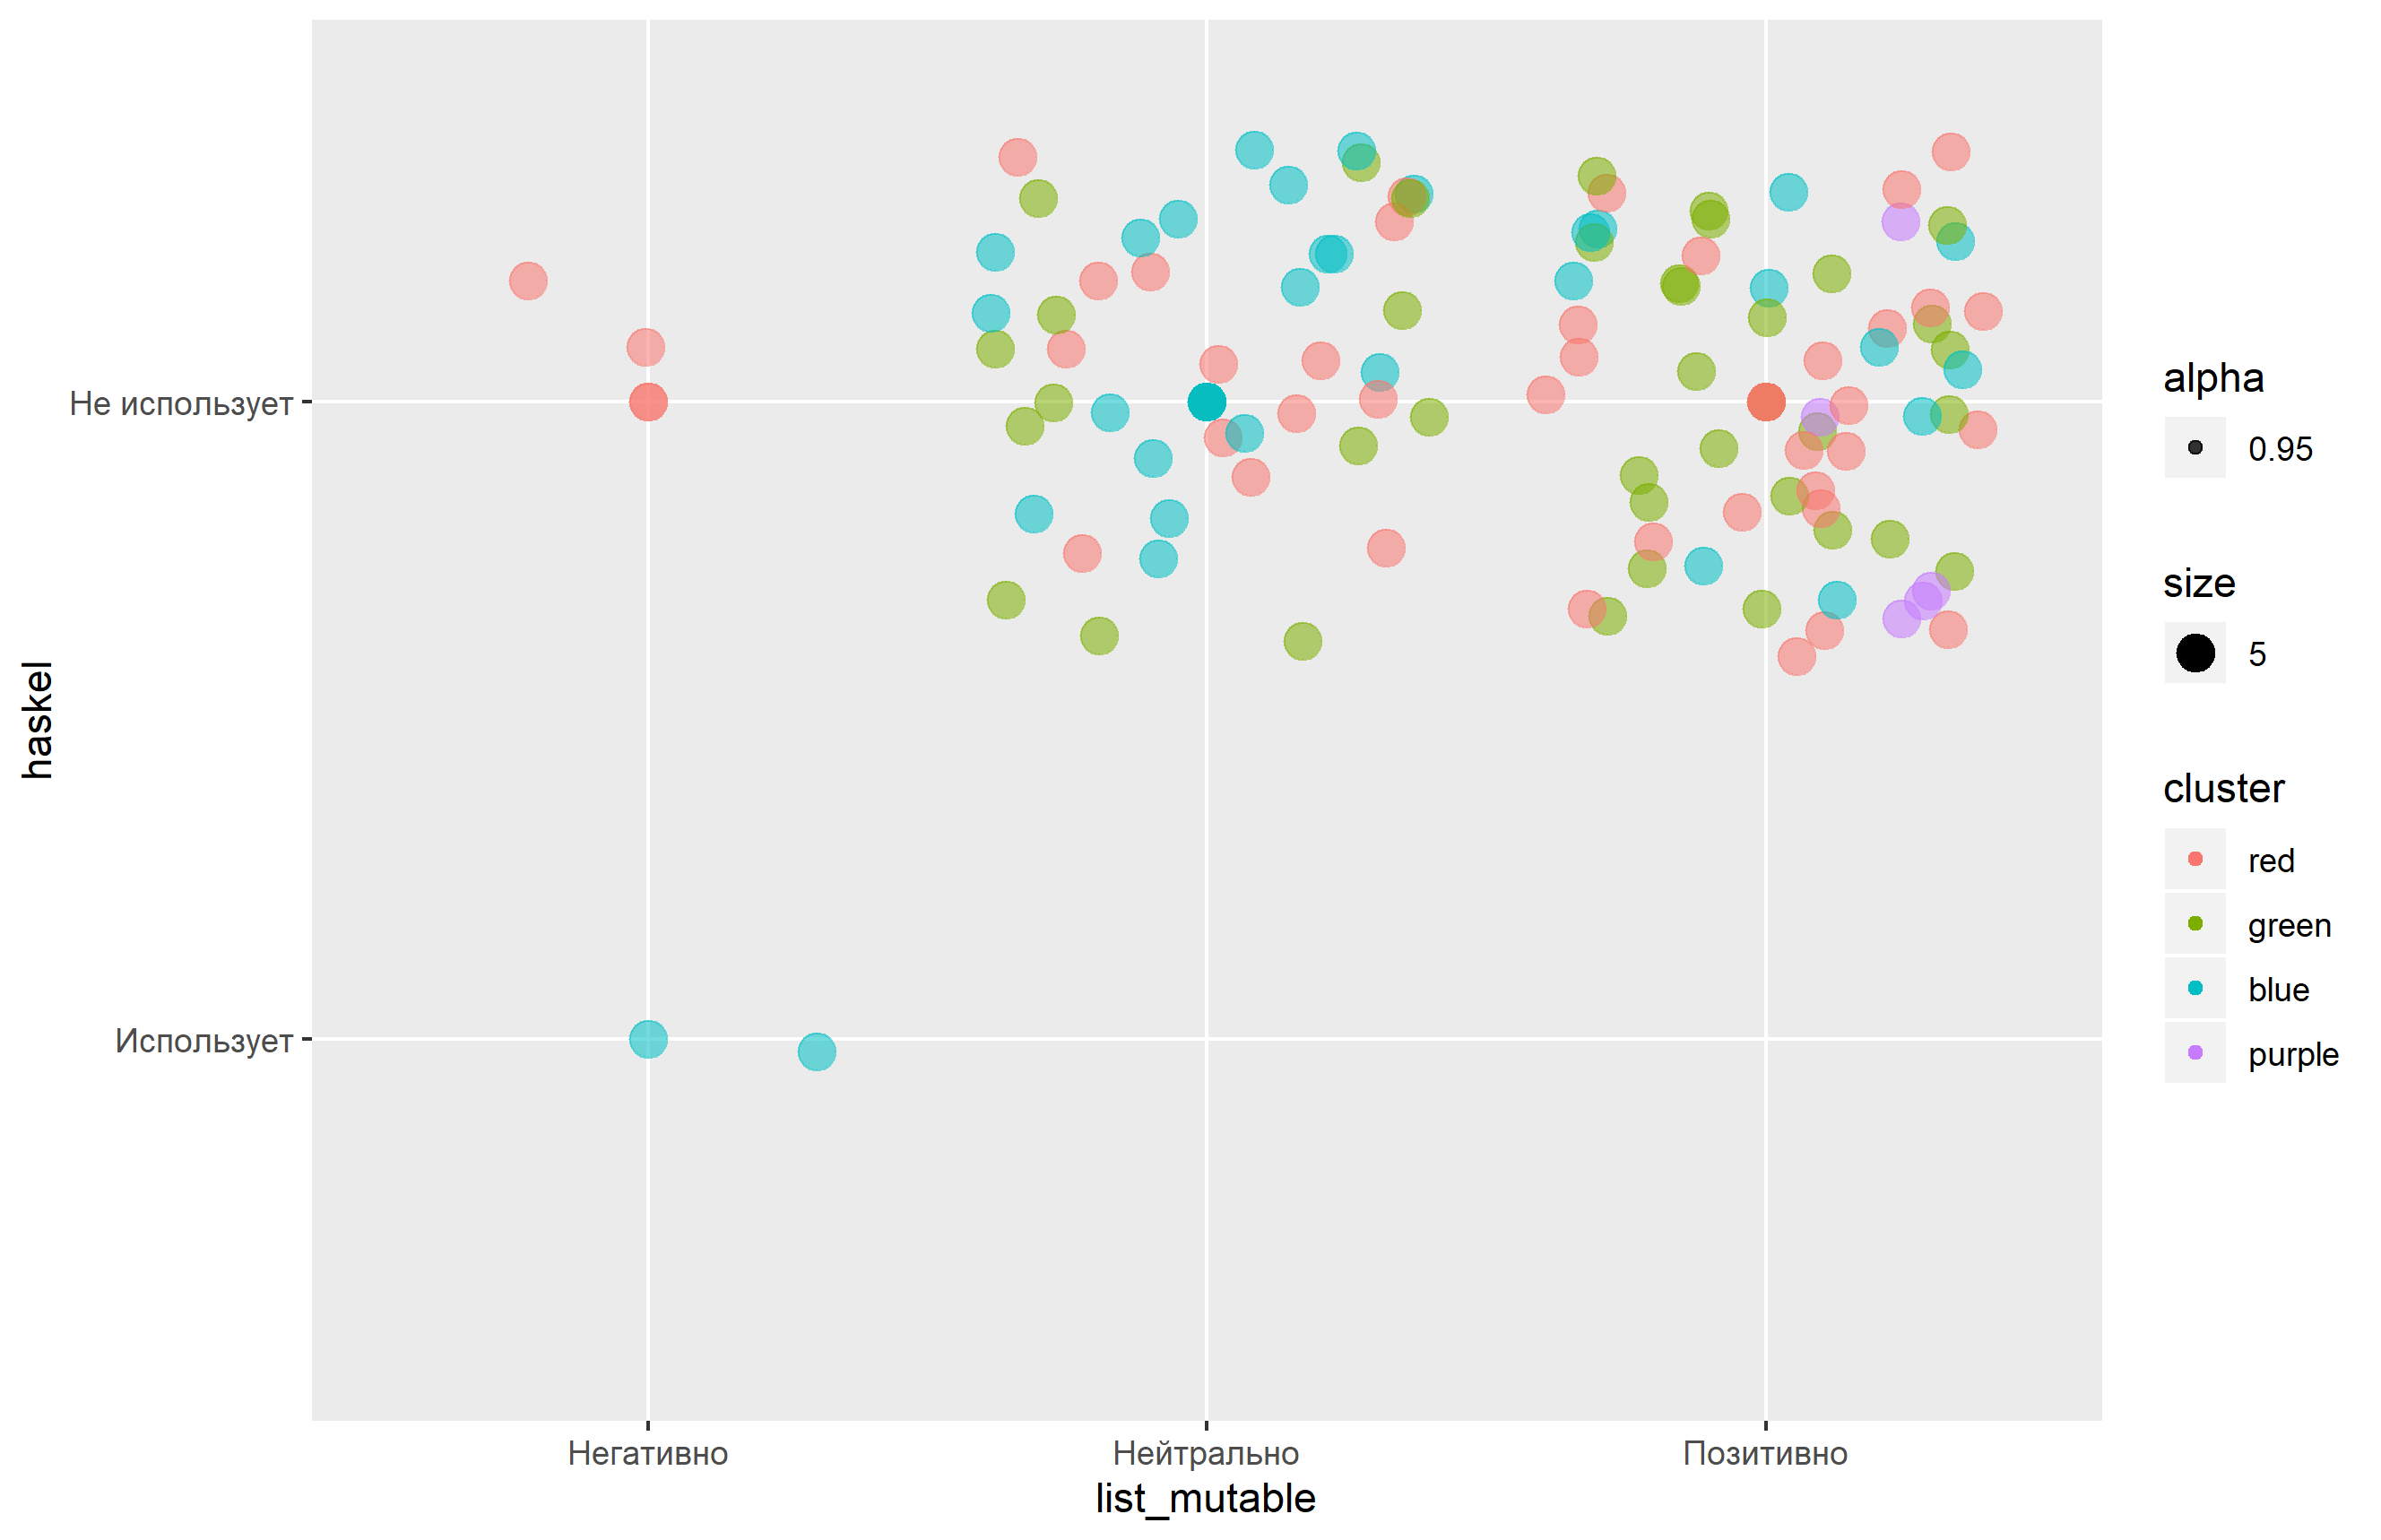 haskel
Не использует
Использует
Негативно
Нейтрально
Позитивно
list_mutable
alpha
0.95
size
5
cluster
red
green
blue
purple